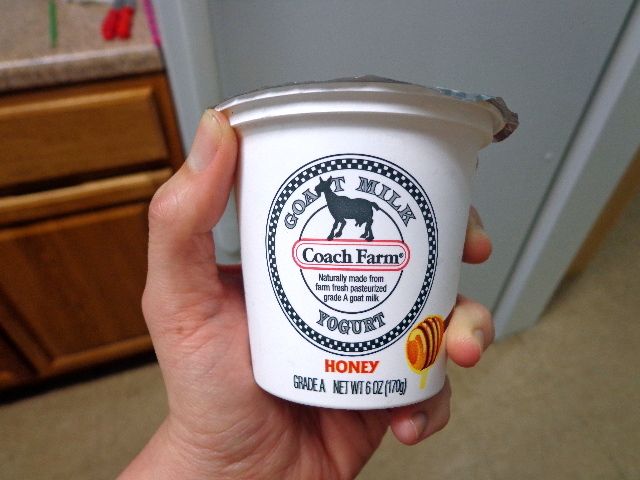 GOAT MILK
Coach Farm®
Naturally made from
farm fresh pasteurized
grade A goat milk
YOGURT
HONEY
GRADE A NET WT 6 OZ (170g)